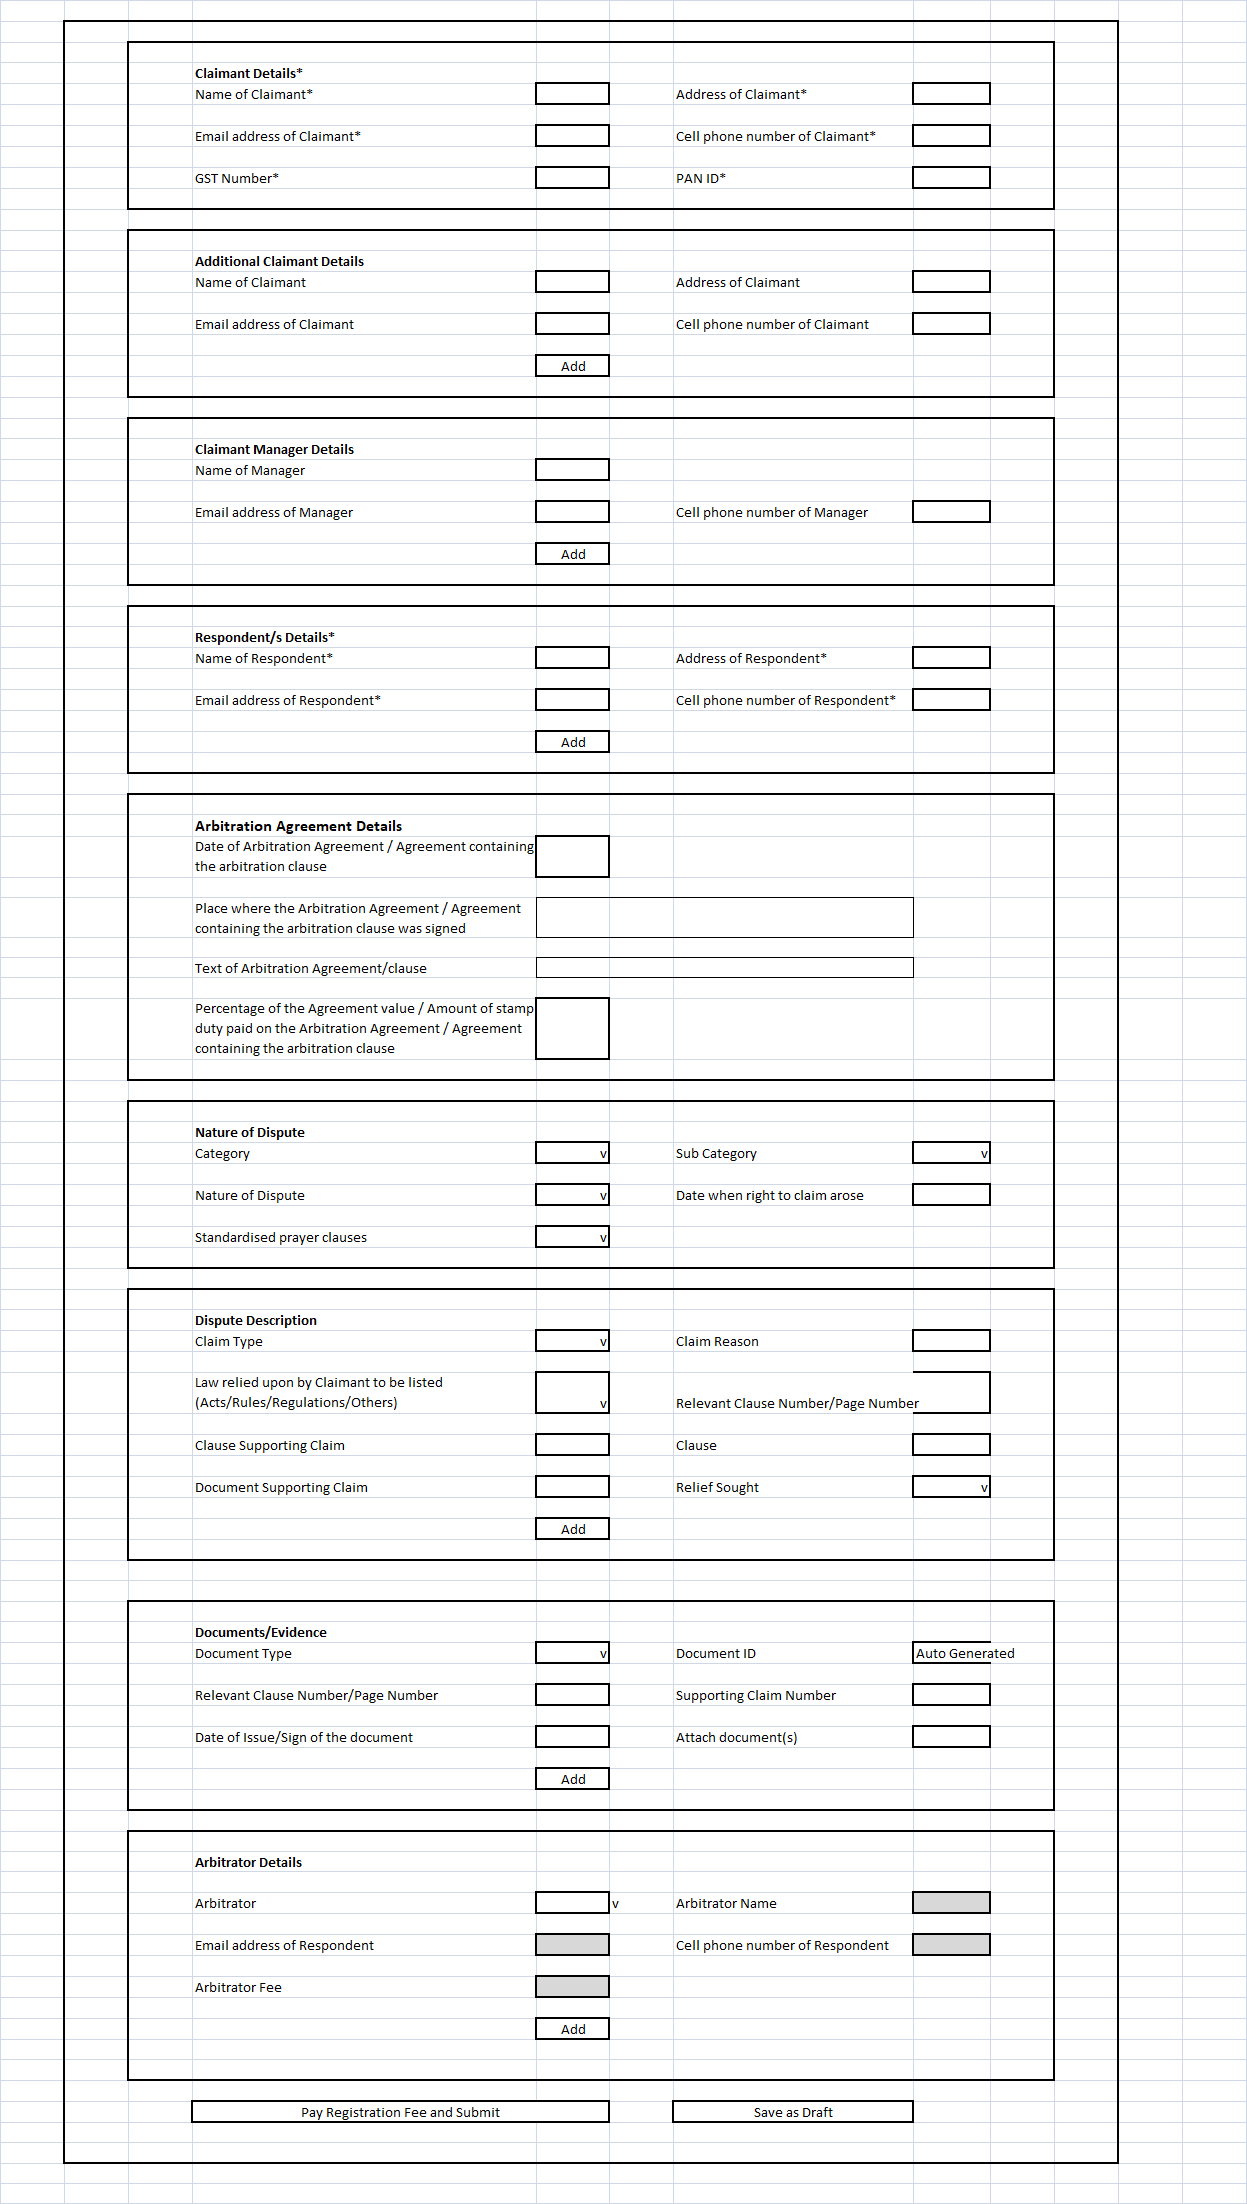 Claimant Details*
Name of Claimant* Address of Claimant*
Email address of Claimant* Cell phone number of Claimant*
GST Number* PAN ID*
Additional Claimant Details
Name of Claimant Address of Claimant
Email address of Claimant Cell phone number of Claimant
Add
Claimant Manager Details
Name of Manager
Email address of Manager Cell phone number of Manager
Add
Respondent/s Details*
Name of Respondent* Address of Respondent*
Email address of Respondent* Cell phone number of Respondent*
Add
Arbitration Agreement Details
Date of Arbitration Agreement / Agreement containing
the arbitration clause
Place where the Arbitration Agreement / Agreement
containing the arbitration clause was signed
Text of Arbitration Agreement/clause
Percentage of the Agreement value / Amount of stamp
duty paid on the Arbitration Agreement / Agreement
containing the arbitration clause
Nature of Dispute
Category v Sub Category v
Nature of Dispute v Date when right to claim arose
Standardised prayer clauses v
Dispute Description
Claim Type v Claim Reason
Law relied upon by Claimant to be listed
(Acts/Rules/Regulations/Others) v Relevant Clause Number/Page Number
Clause Supporting Claim Clause
Document Supporting Claim Relief Sought v
Add
Documents/Evidence
Document Type v Document ID Auto Generated
Relevant Clause Number/Page Number Supporting Claim Number
Date of Issue/Sign of the document Attach document(s)
Add
Arbitrator Details
Arbitrator v Arbitrator Name
Email address of Respondent Cell phone number of Respondent
Arbitrator Fee
Add
Pay Registration Fee and Submit Save as Draft